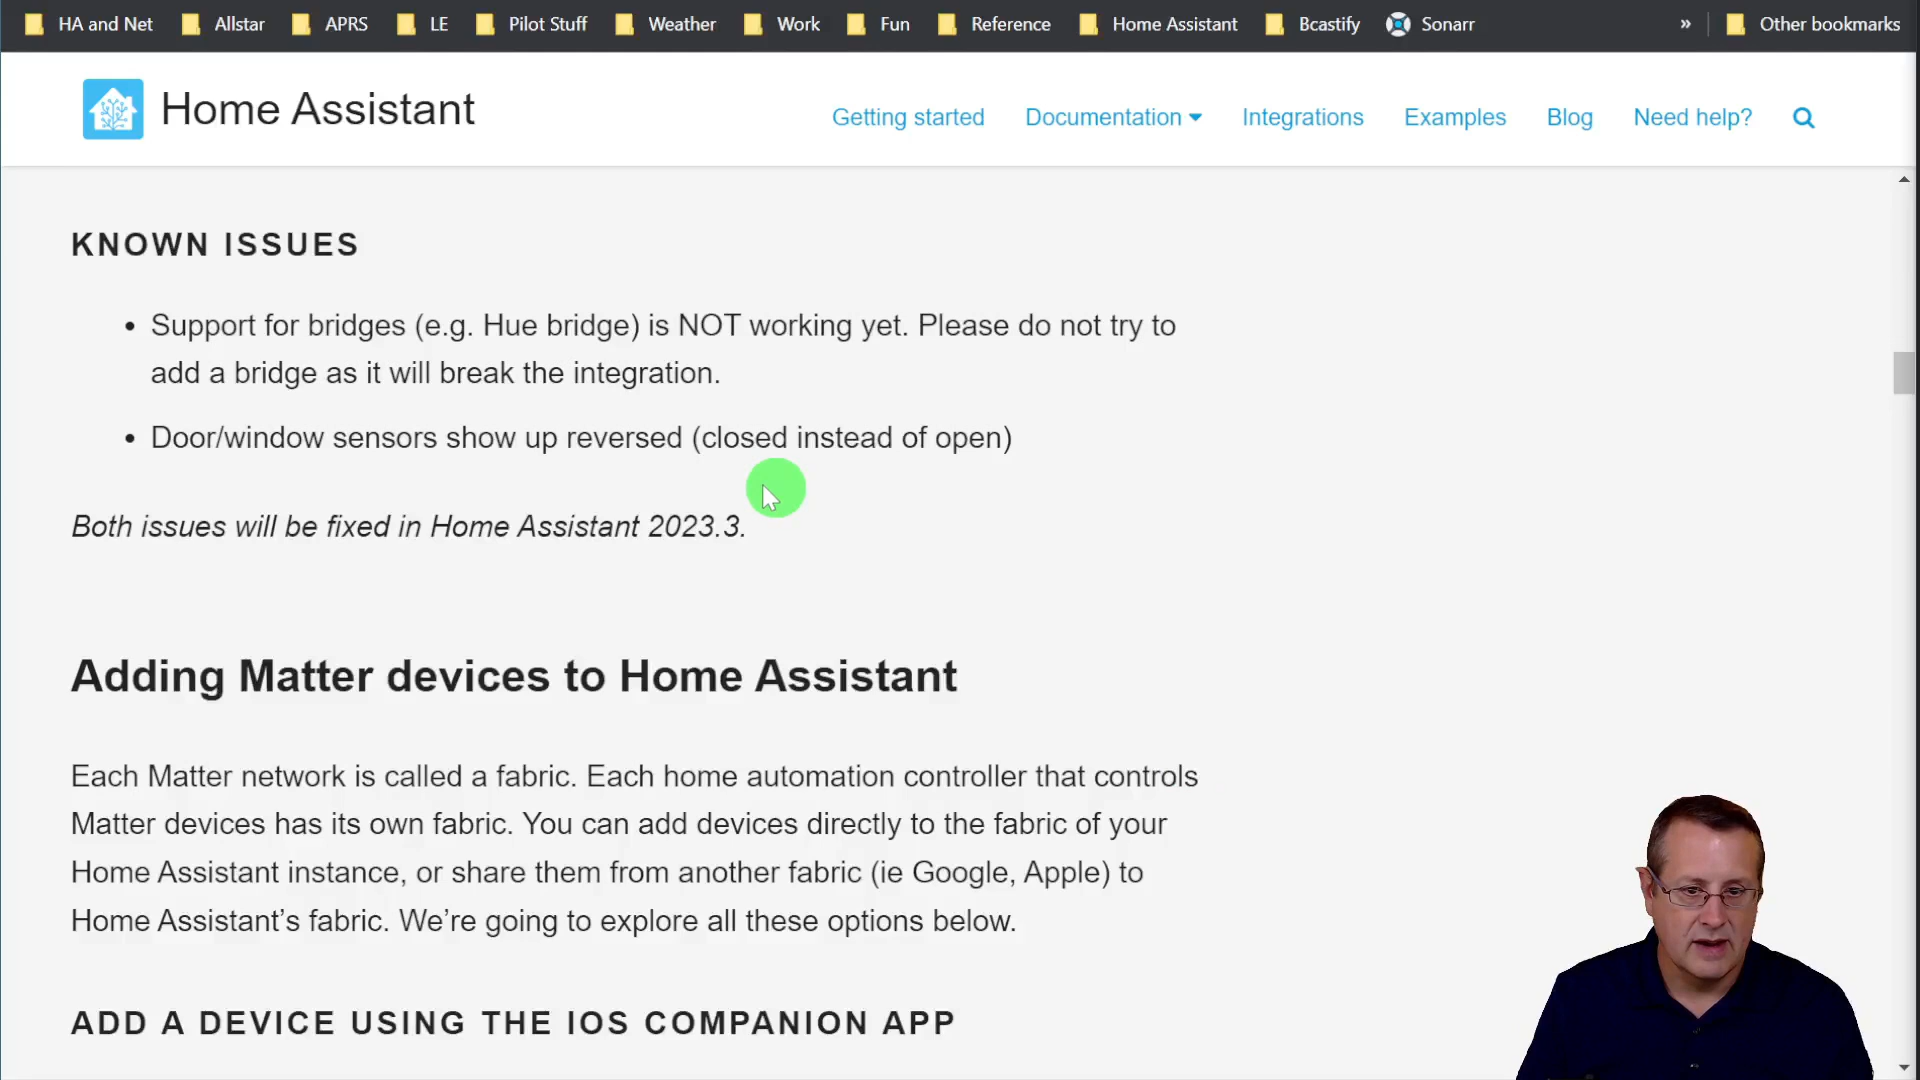 HA and Net Allstar APRS LE Pilot Stuff Weather Work Fun Reference Home Assistant Bcastify Sonarr » Other bookmarks
Home Assistant
Getting started Documentation Integrations Examples Blog Need help?
KNOWN ISSUES
• Support for bridges (e.g. Hue bridge) is NOT working yet. Please do not try to
add a bridge as it will break the integration.
• Door/window sensors show up reversed (closed instead of open)
Both issues will be fixed in Home Assistant 2023.3.
Adding Matter devices to Home Assistant
Each Matter network is called a fabric. Each home automation controller that controls
Matter devices has its own fabric. You can add devices directly to the fabric of your
Home Assistant instance, or share them from another fabric (ie Google, Apple) to
Home Assistant’s fabric. We’re going to explore all these options below.
ADD A DEVICE USING THE IOS COMPANION APP